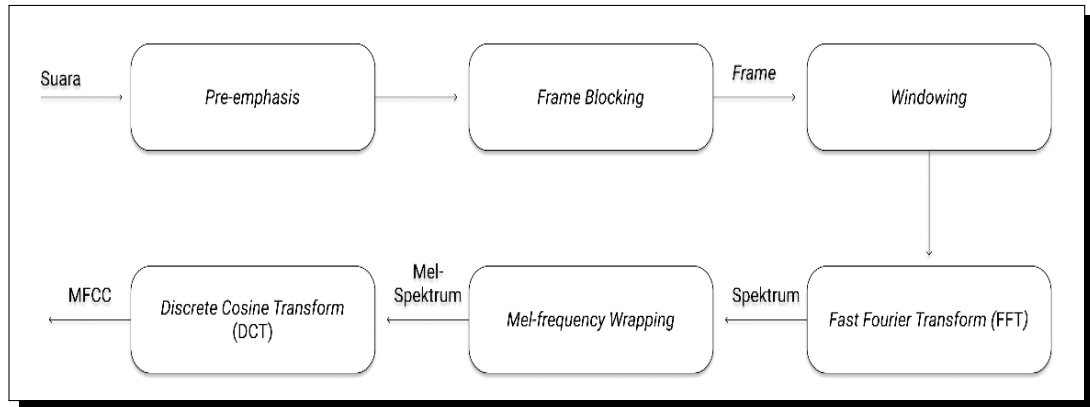 Suara
Pre-emphasis
Frame Blocking
Frame
Windowing
Fast Fourier Transform (FFT)
Spektrum
Mel-frequency Wrapping
Mel-
Spektrum
Discrete Cosine Transform
(DCT)
MFCC